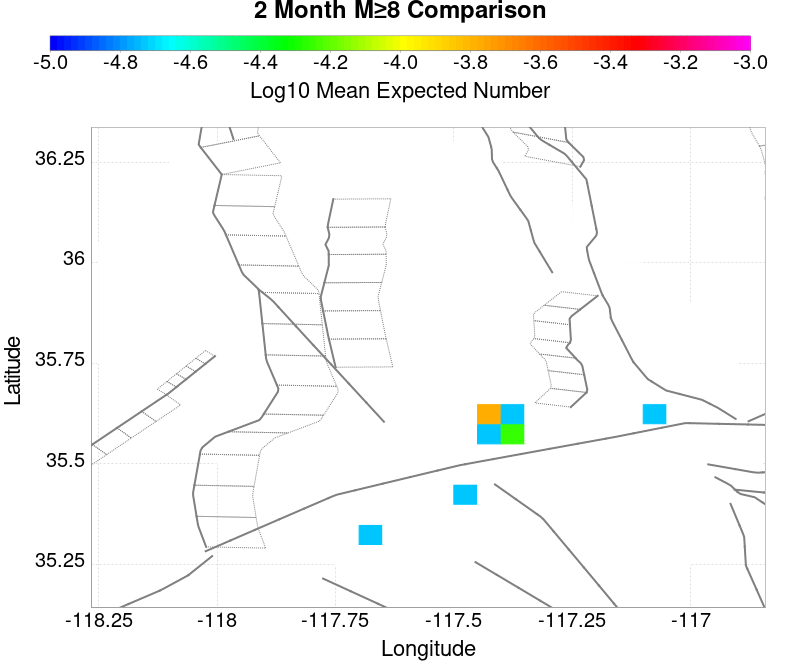 2 Month M≥8 Comparison
-5.0 -4.8 -4.6 -4.4 -4.2 -4.0 -3.8 -3.6 -3.4 -3.2 -3.0
Log10 Mean Expected Number
36.25
36
35.75
35.5
35.25
Latitude
-118.25 -118 -117.75 -117.5 -117.25 -117
Longitude